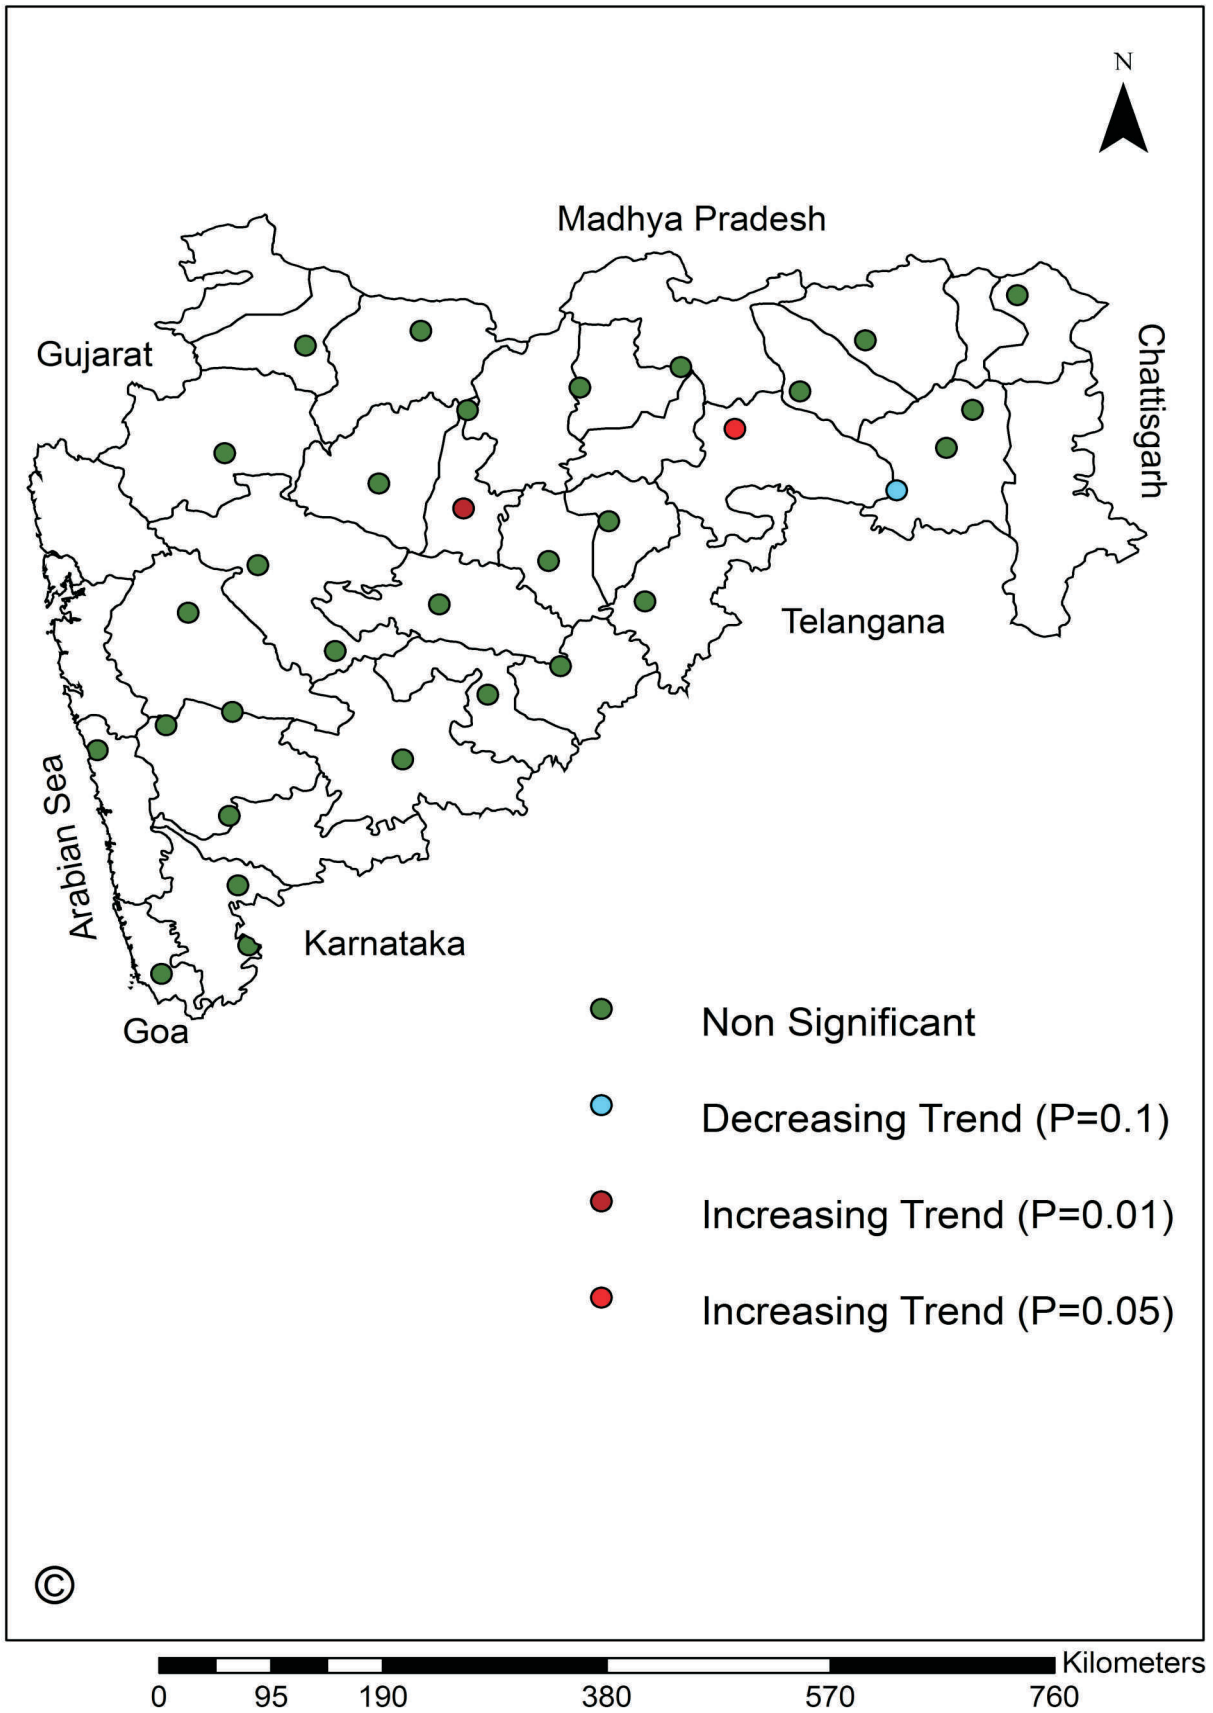 N
Madhya Pradesh
Gujarat
Chattisgarh
Telangana
Arabian Sea
Karnataka
Goa
Non Significant
Decreasing Trend (P=0.1)
Increasing Trend (P=0.01)
Increasing Trend (P=0.05)
©
Kilometers
0 95 190 380 570 760